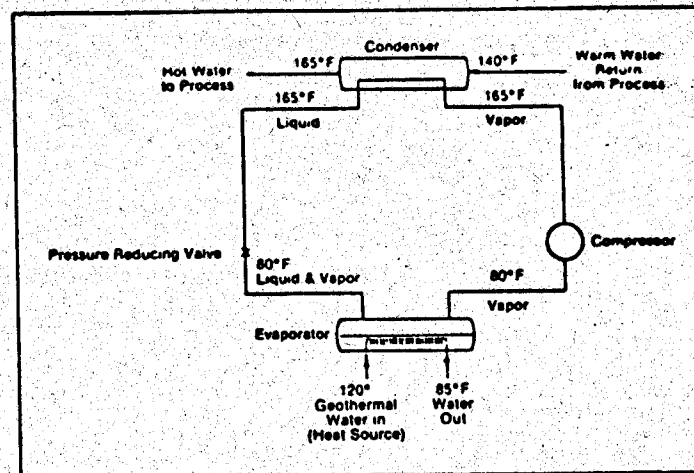 Condenser
165°F
140°F
Hot Water
to Process
Warm Water
Return
from Process
165°F
Liquid
165°F
Vapor
Compressor
Pressure Reducing Valve
80°F
Liquid & Vapor
80°F
Vapor
Evaporator
120°
Geothermal
Water in
(Heat Source)
85°F
Water
Out